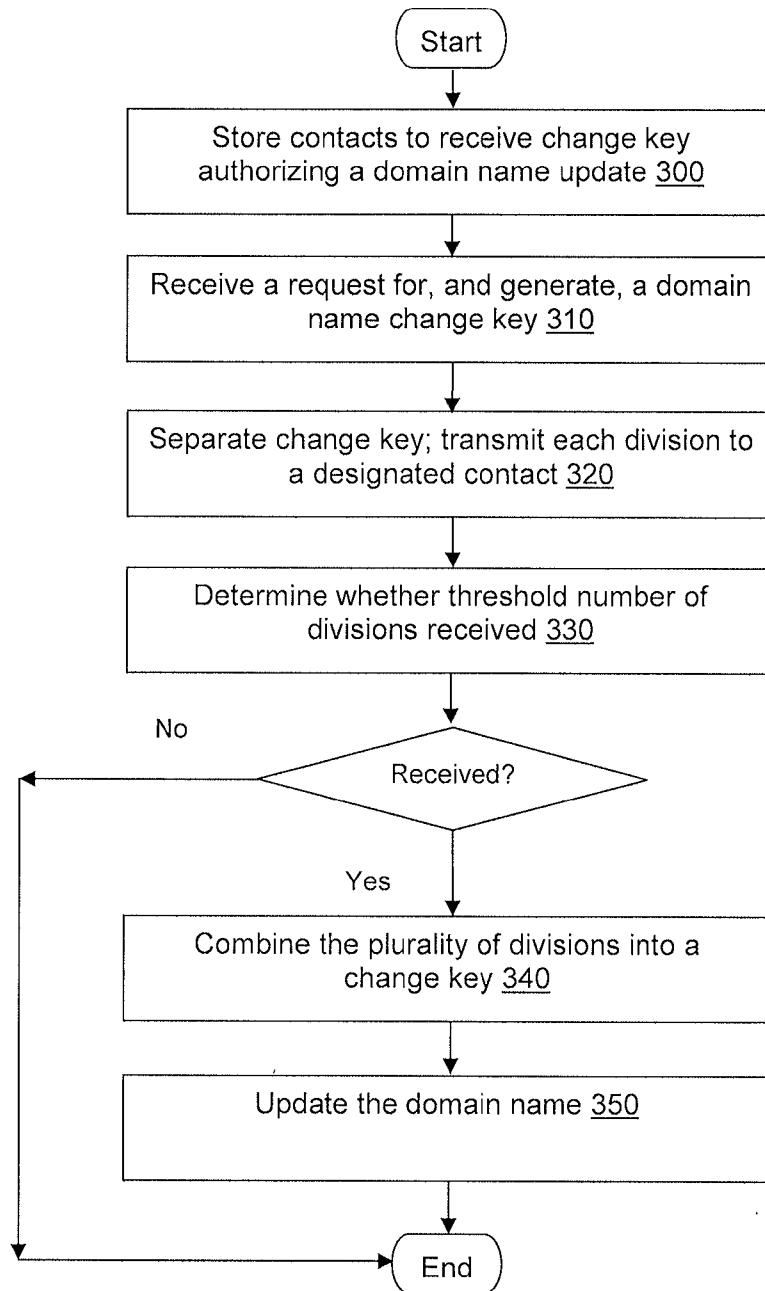 Start
Store contacts to receive change key
authorizing a domain name update 300
Receive a request for, and generate, a domain
name change key 310
Separate change key; transmit each division to
a designated contact 320
Determine whether threshold number of
divisions received 330
No
Received?
Yes
Combine the plurality of divisions into a
change key 340
Update the domain name 350
End